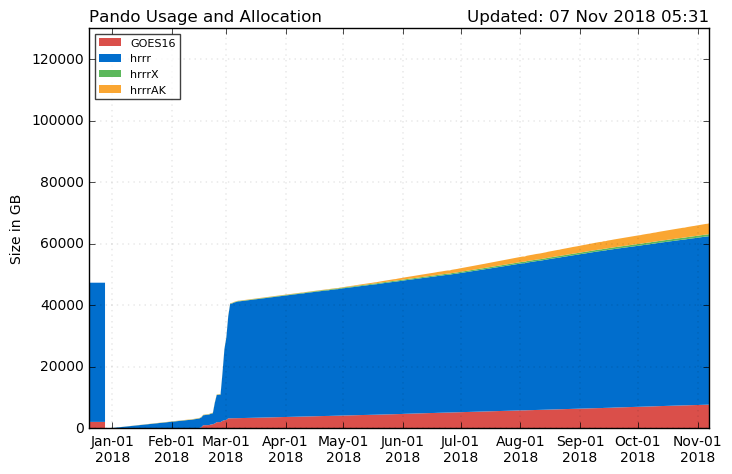 Pando Usage and Allocation
Updated: 07 Nov 2018 05:31
GOES16
hrrr
hrrrX
hrrrAK
Size in GB
120000
100000
80000
60000
40000
20000
0
Jan-01 Feb-01 Mar-01 Apr-01 May-01 Jun-01 Jul-01 Aug-01 Sep-01 Oct-01 Nov-01
2018 2018 2018 2018 2018 2018 2018 2018 2018 2018 2018